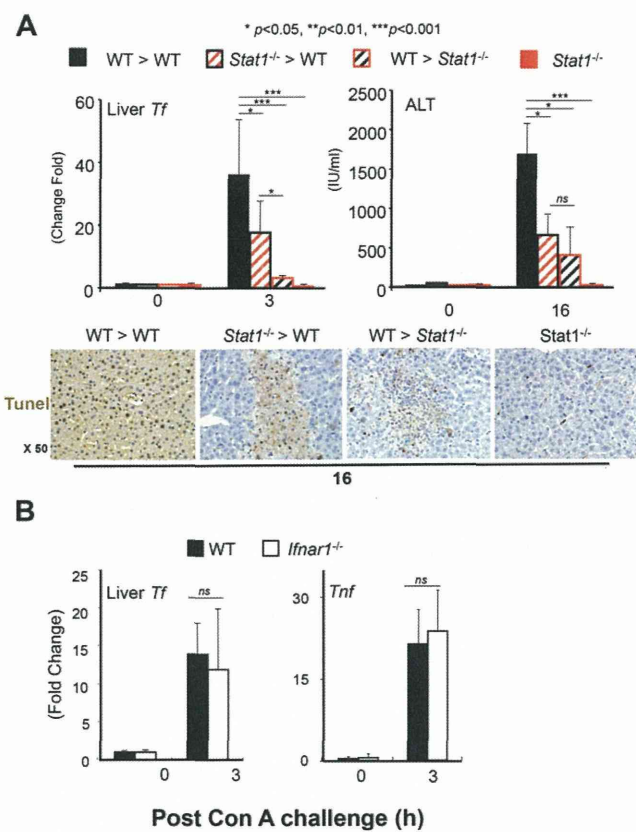 A
* p<0.05, **p<0.01, ***p<0.001
WT > WT Stat1-/- > WT WT > Stat1-/- Stat1-/-
Liver Tf
(Change Fold)
60
40
20
0
***
***
*
*
0 3
ALT
(IU/ml)
2500
2000
1500
1000
500
0
***
*
*
ns
0 16
WT > WT Stat1-/- > WT WT > Stat1-/- Stat1-/-
Tunel
X 50
16
B
WT Ifnar1-/-
Liver Tf
(Fold Change)
25
20
15
10
5
0
ns
0 3
Tnf
30
15
0
ns
0 3
Post Con A challenge (h)